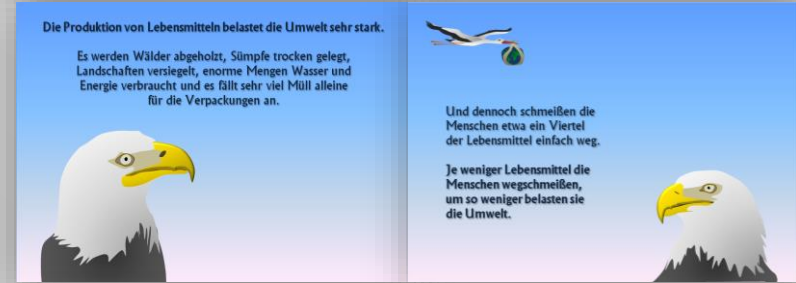 Die Produktion von Lebensmitteln belastet die Umwelt sehr stark.
Es werden Wälder abgeholzt, Sümpfe trocken gelegt,
Landschaften versiegelt, enorme Mengen Wasser und
Energie verbraucht und es fällt sehr viel Müll alleine
für die Verpackungen an.
Und dennoch schmeißen die
Menschen etwa ein Viertel
der Lebensmittel einfach weg.
Je weniger Lebensmittel die
Menschen wegschmeißen,
um so weniger belasten sie
die Umwelt.